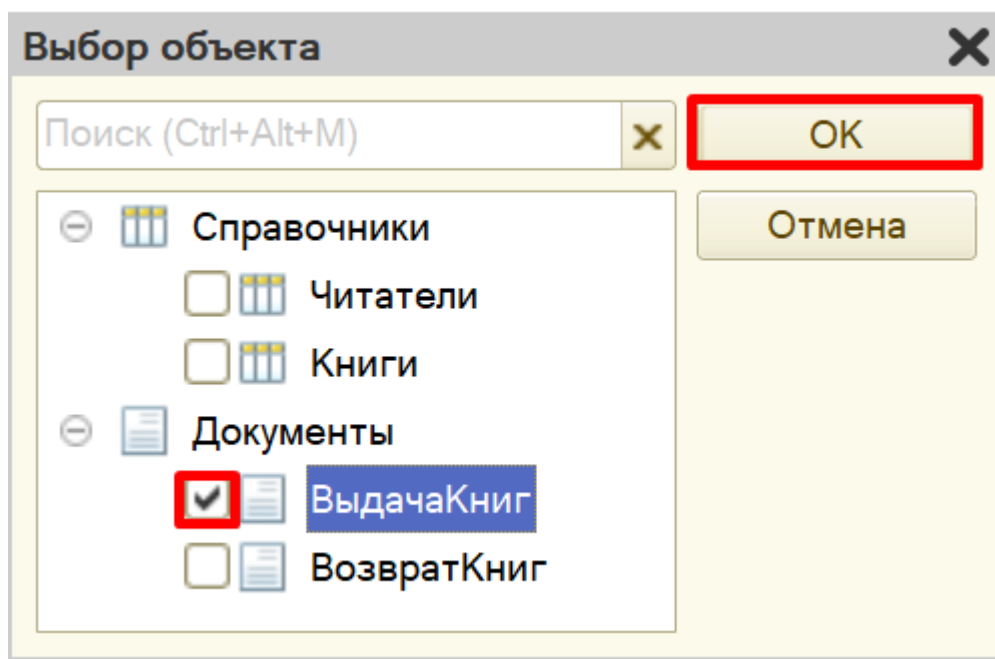 Выбор объекта
Поиск (Ctrl+Alt+M)
OK
Отмена
Справочники
Читатели
Книги
Документы
ВыдачаКниг
ВозвратКниг